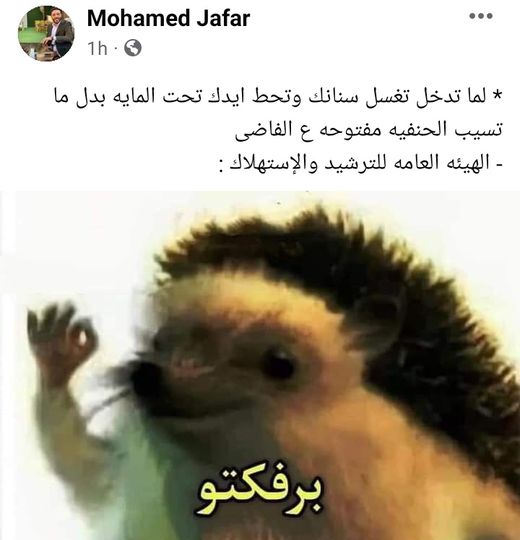 Mohamed Jafar
1h
* لما تدخل تغسل سنانك وتحط ايدك تحت المايه بدل ما
تسيب الحنفيه مفتوحه ع الفاضى
- الهيئه العامه للترشيد والإستهلاك :
برفكتو